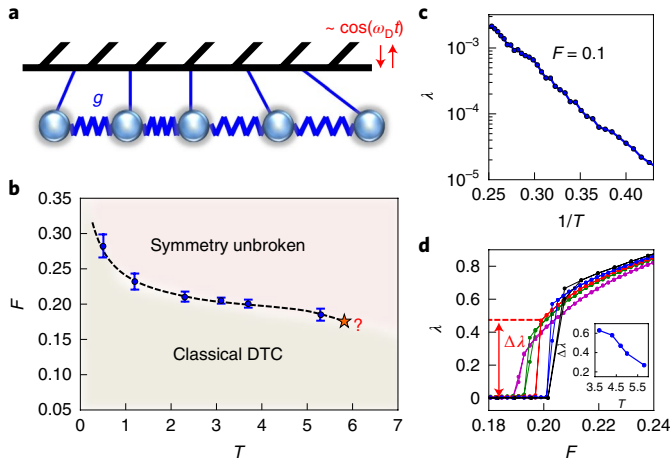 a
~ cos(ω_D t)
g
b
0.35
0.30
0.25
0.20
0.15
0.10
0.05
F
Symmetry unbroken
Classical DTC
?
0 1 2 3 4 5 6 7
T
c
10⁻³
10⁻⁴
10⁻⁵
λ
F = 0.1
0.25 0.30 0.35 0.40
1/T
d
0.8
0.6
0.4
0.2
0
λ
Δλ
0.6
0.4
0.2
Δλ
3.5 4.5 5.5
T
0.18 0.20 0.22 0.24
F